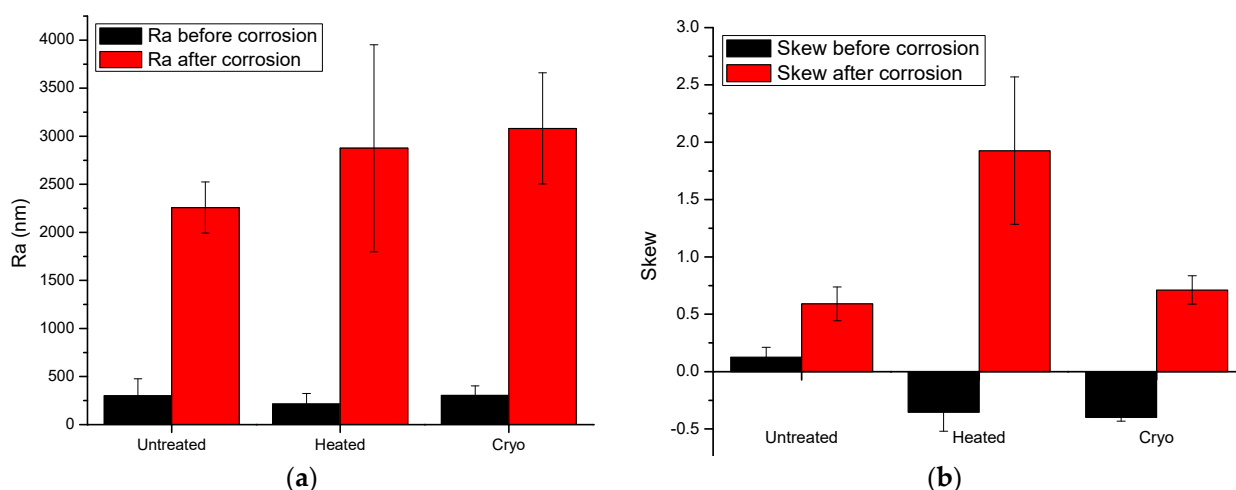 Ra before corrosion
Ra after corrosion
4000
3500
3000
2500
2000
1500
1000
500
0
Ra (nm)
Untreated
Heated
Cryo
(a)
Skew before corrosion
Skew after corrosion
3.0
2.5
2.0
1.5
1.0
0.5
0.0
-0.5
Skew
Untreated
Heated
Cryo
(b)